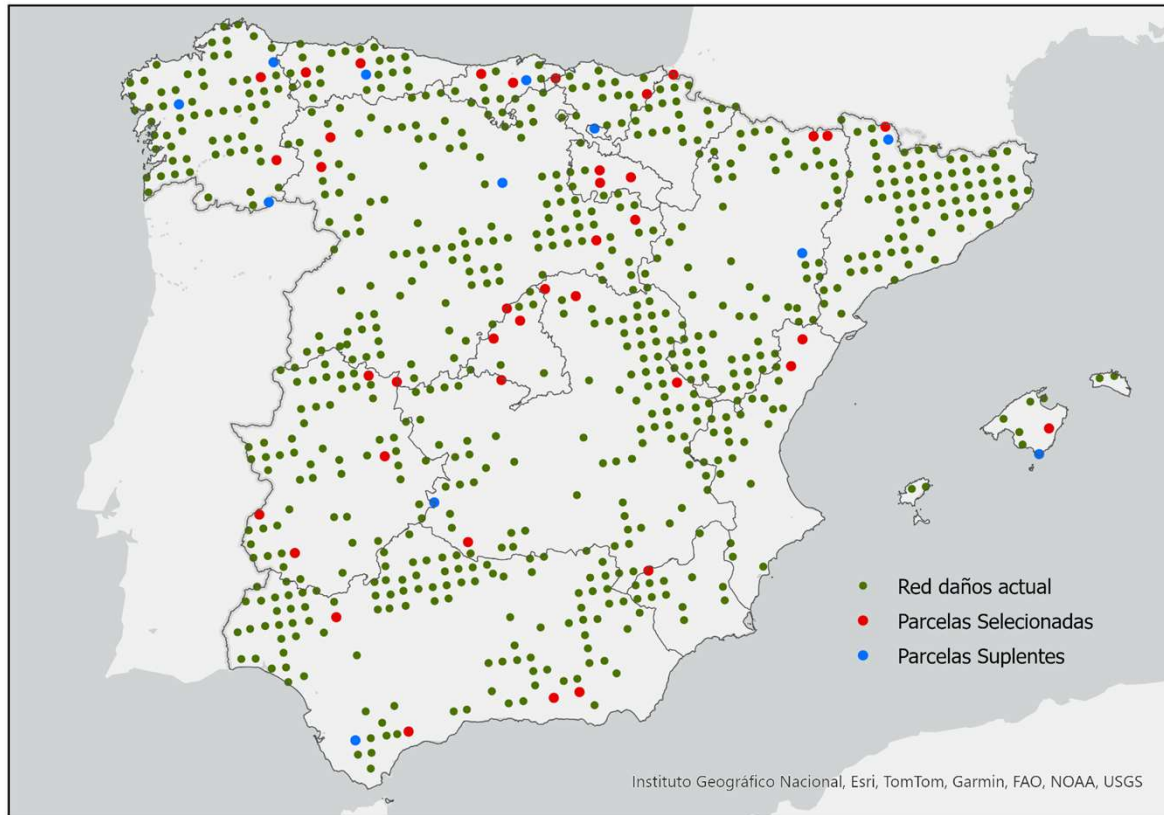 Red daños actual
Parcelas Selecionadas
Parcelas Suplentes
Instituto Geográfico Nacional, Esri, TomTom, Garmin, FAO, NOAA, USGS